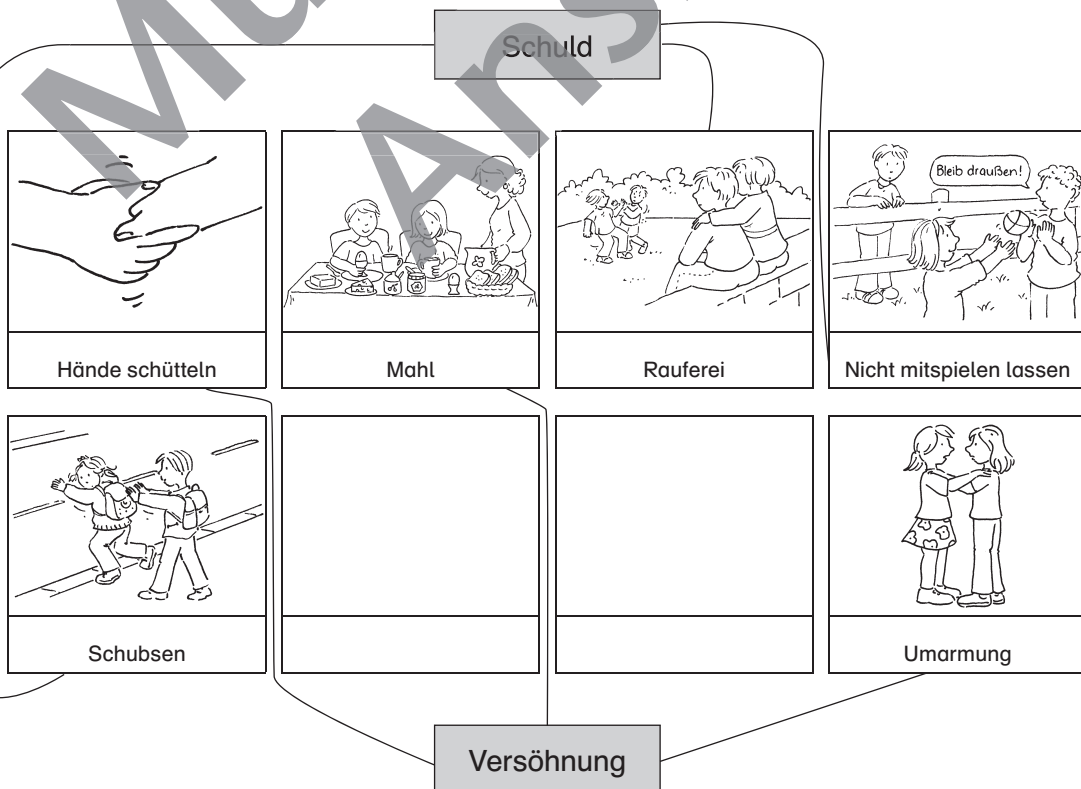 Schuld
Bleib draußen!
Hände schütteln
Mahl
Rauferei
Nicht mitspielen lassen
Schubsen
Umarmung
Versöhnung